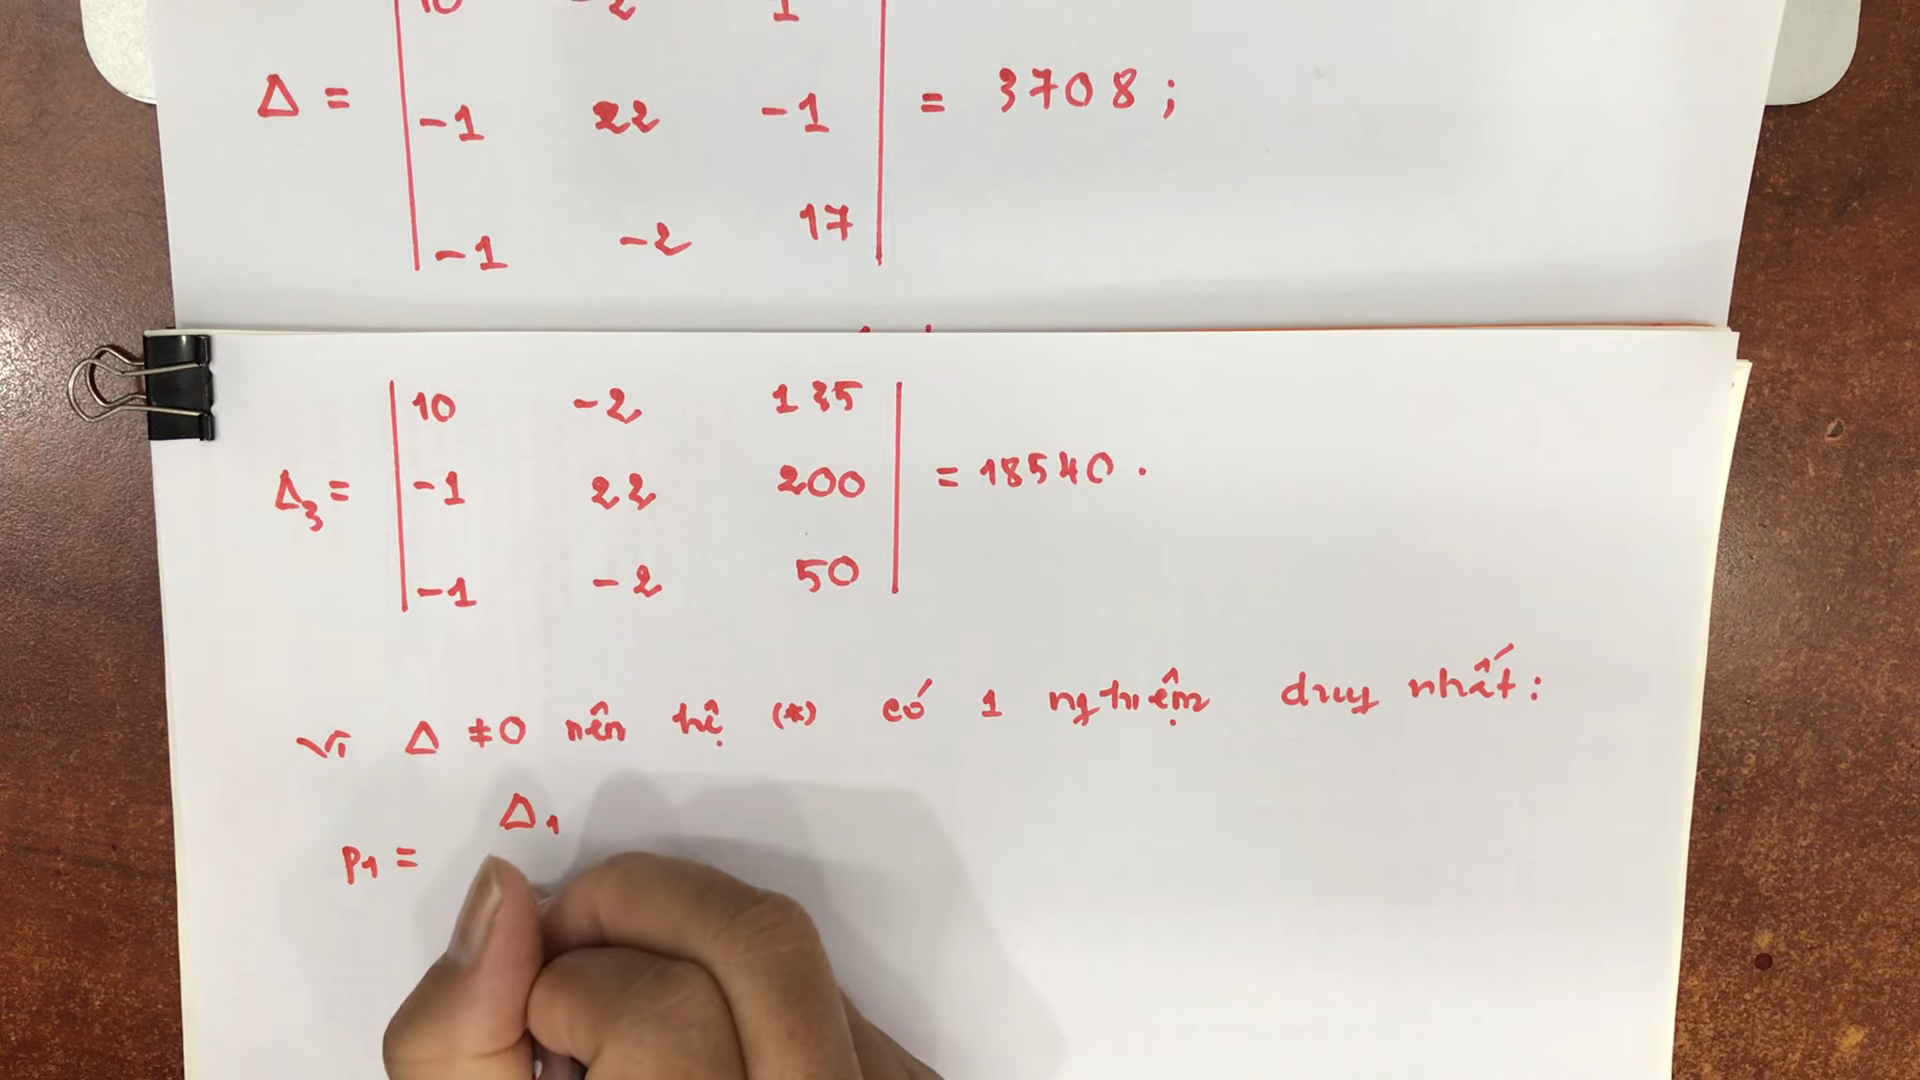 10 -2 1
Δ = -1 22 -1 = 3708 ;
-1 -2 17
10 -2 135
Δ3 = -1 22 200 = 18540 .
-1 -2 50
Vì Δ ≠ 0 nên hệ (*) có 1 nghiệm duy nhất :
Δ1
P1 =